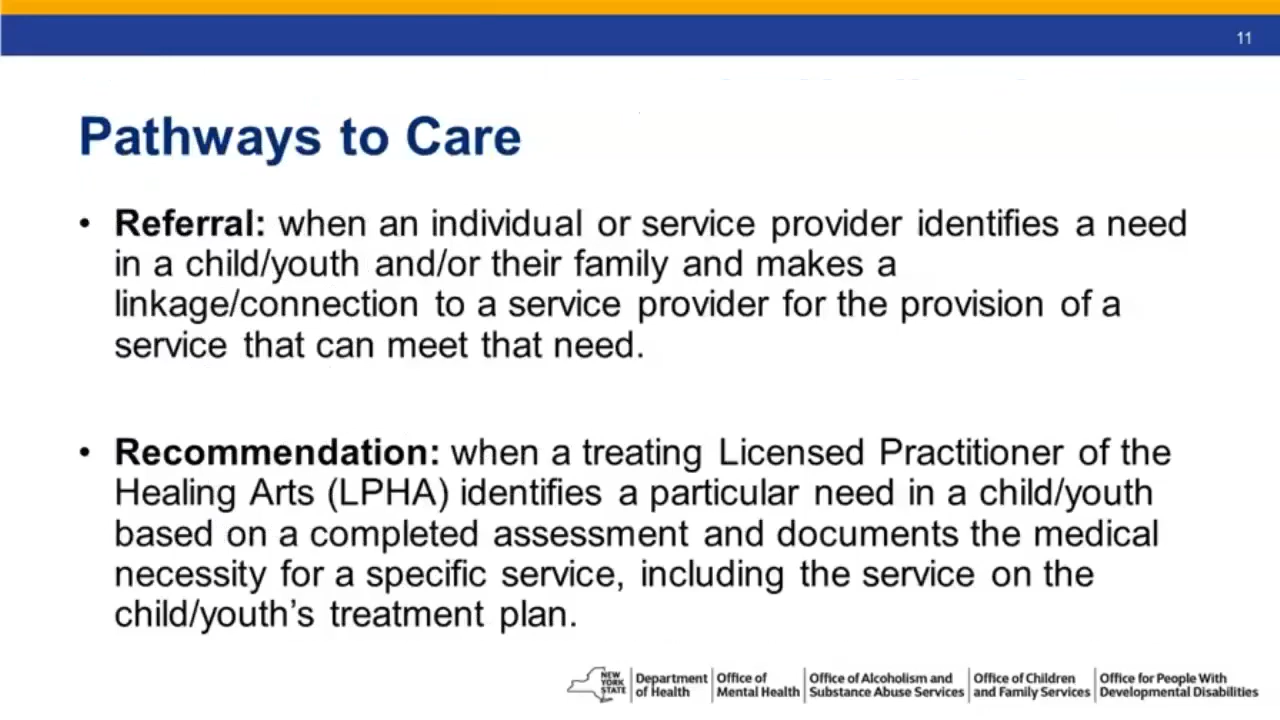 11
Pathways to Care
• Referral: when an individual or service provider identifies a need
in a child/youth and/or their family and makes a
linkage/connection to a service provider for the provision of a
service that can meet that need.
• Recommendation: when a treating Licensed Practitioner of the
Healing Arts (LPHA) identifies a particular need in a child/youth
based on a completed assessment and documents the medical
necessity for a specific service, including the service on the
child/youth’s treatment plan.
NEW
YORK
STATE
Department
of Health
Office of
Mental Health
Office of Alcoholism and
Substance Abuse Services
Office of Children
and Family Services
Office for People With
Developmental Disabilities